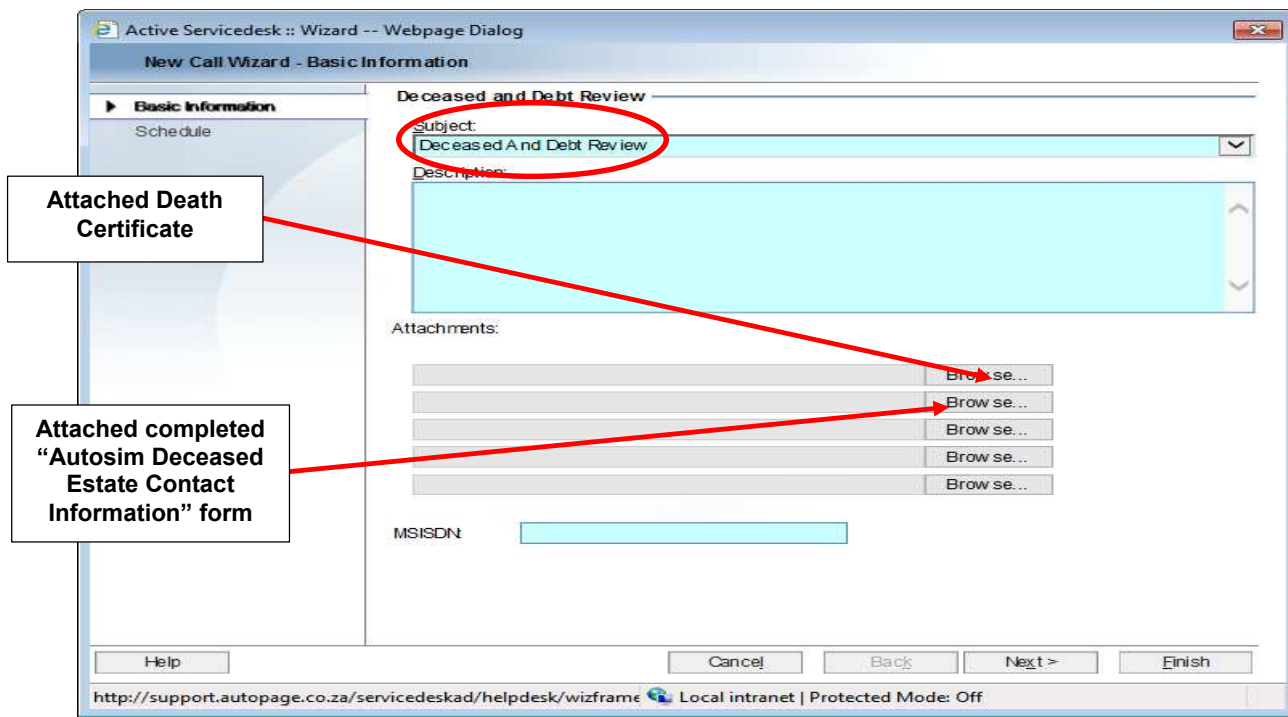 Active Servicedesk :: Wizard -- Webpage Dialog
New Call Wizard - Basic Information
Basic Information
Schedule
Deceased and Debt Review
Subject:
Deceased And Debt Review
Description:
Attached Death
Certificate
Attachments:
Browse...
Browse...
Browse...
Browse...
Browse...
Attached completed
“Autosim Deceased
Estate Contact
Information” form
MSISDN:
Help
Cancel
Back
Next >
Finish
http://support.autopage.co.za/servicedeskad/helpdesk/wizframe
Local intranet | Protected Mode: Off